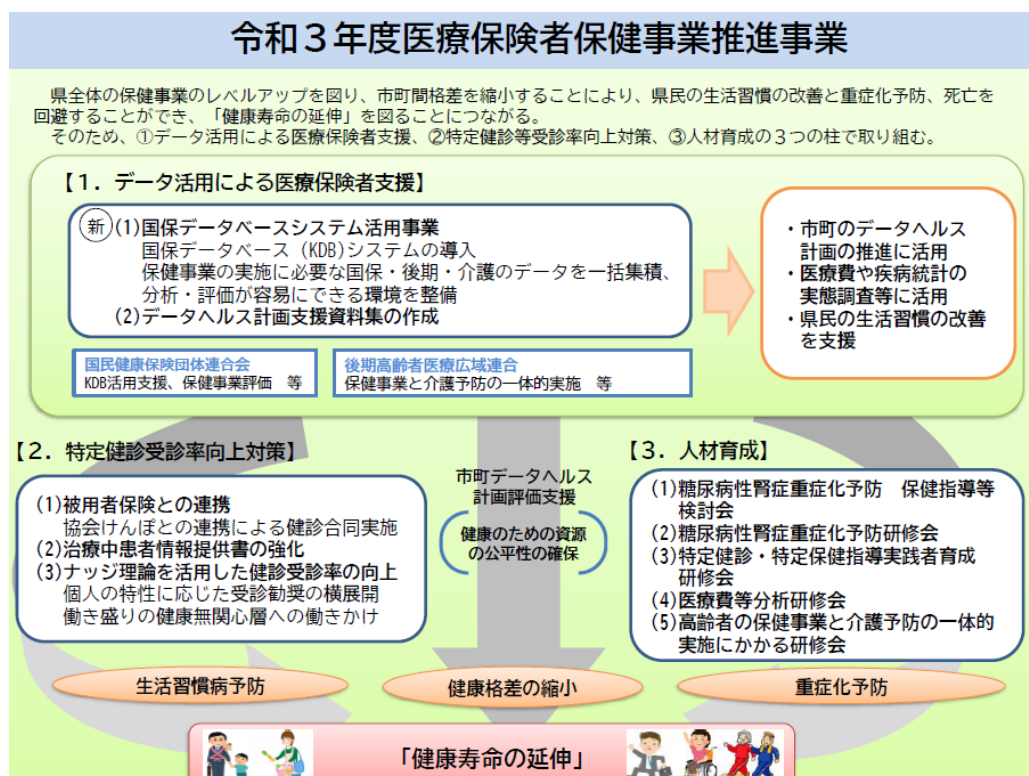 令和3年度医療保険者保健事業推進事業
県全体の保健事業のレベルアップを図り、市町間格差を縮小することにより、県民の生活習慣の改善と重症化予防、死亡を
回避することができ、「健康寿命の延伸」を図ることにつながる。
そのため、①データ活用による医療保険者支援、②特定健診等受診率向上対策、③人材育成の3つの柱で取り組む。
【1．データ活用による医療保険者支援】
新 (1)国保データベースシステム活用事業
国保データベース（KDB)システムの導入
保健事業の実施に必要な国保・後期・介護のデータを一括集積、
分析・評価が容易にできる環境を整備
(2)データヘルス計画支援資料集の作成
・市町のデータヘルス
計画の推進に活用
・医療費や疾病統計の
実態調査等に活用
・県民の生活習慣の改善
を支援
国民健康保険団体連合会
KDB活用支援、保健事業評価　等
後期高齢者医療広域連合
保健事業と介護予防の一体的実施　等
【2．特定健診受診率向上対策】
(1)被用者保険との連携
協会けんぽとの連携による健診合同実施
(2)治療中患者情報提供書の強化
(3)ナッジ理論を活用した健診受診率の向上
個人の特性に応じた受診勧奨の横展開
働き盛りの健康無関心層への働きかけ
市町データヘルス
計画評価支援
健康のための資源
の公平性の確保
【3．人材育成】
(1)糖尿病性腎症重症化予防　保健指導等
検討会
(2)糖尿病性腎症重症化予防研修会
(3)特定健診・特定保健指導実践者育成
研修会
(4)医療費等分析研修会
(5)高齢者の保健事業と介護予防の一体的
実施にかかる研修会
生活習慣病予防
健康格差の縮小
重症化予防
「健康寿命の延伸」